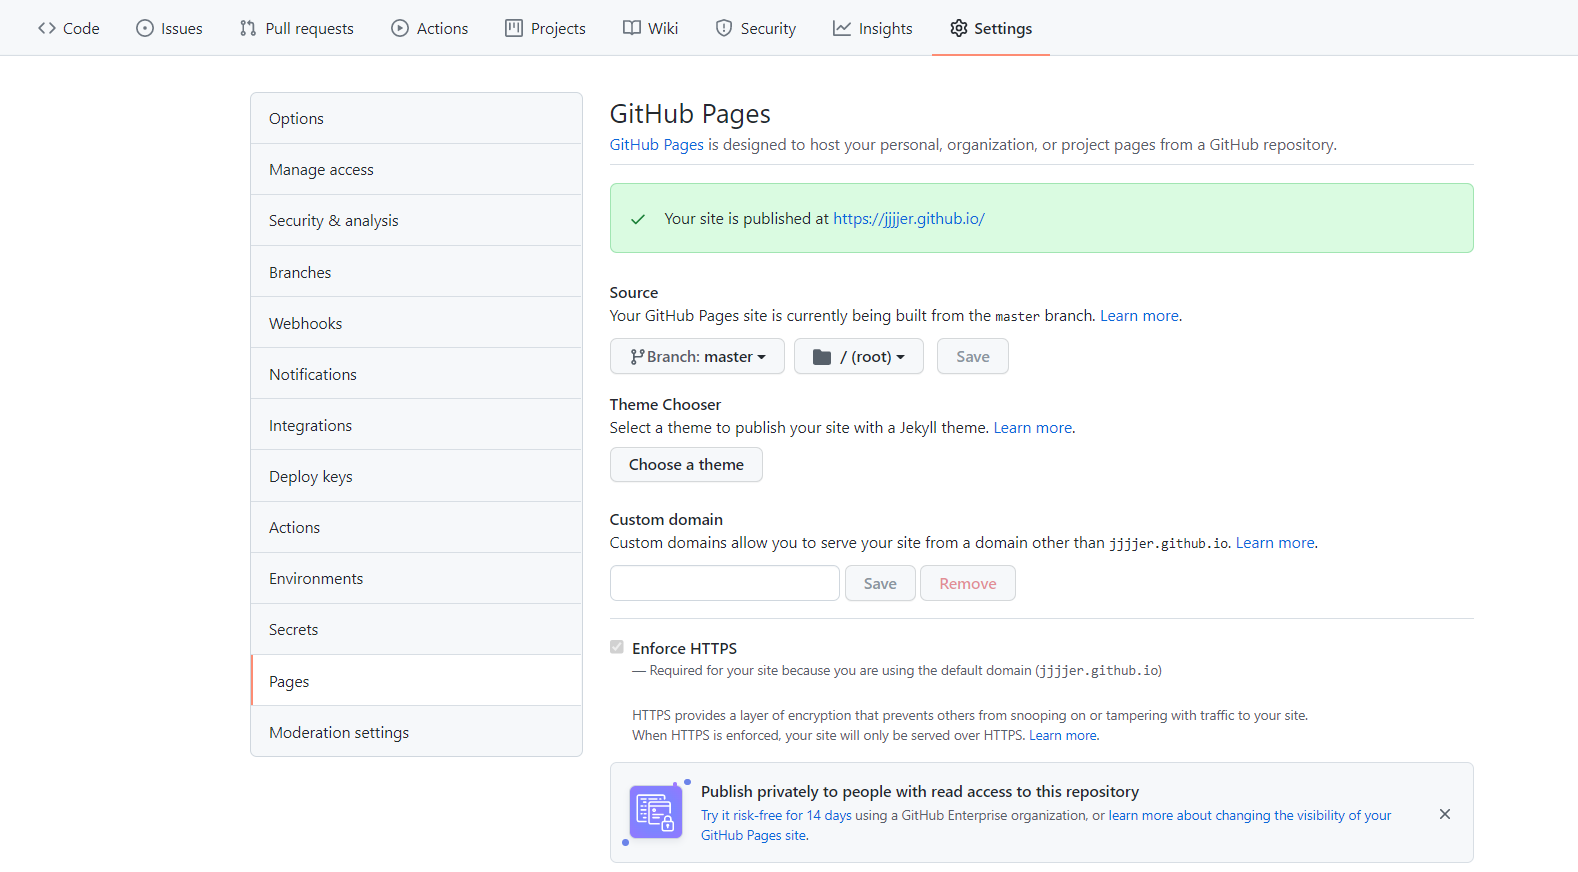 Code Issues Pull requests Actions Projects Wiki Security Insights Settings
Options
Manage access
Security & analysis
Branches
Webhooks
Notifications
Integrations
Deploy keys
Actions
Environments
Secrets
Pages
Moderation settings
GitHub Pages
GitHub Pages is designed to host your personal, organization, or project pages from a GitHub repository.
Your site is published at https://jjjjer.github.io/
Source
Your GitHub Pages site is currently being built from the master branch. Learn more.
Branch: master / (root) Save
Theme Chooser
Select a theme to publish your site with a Jekyll theme. Learn more.
Choose a theme
Custom domain
Custom domains allow you to serve your site from a domain other than jjjjer.github.io. Learn more.
Save Remove
Enforce HTTPS
— Required for your site because you are using the default domain (jjjjer.github.io)
HTTPS provides a layer of encryption that prevents others from snooping on or tampering with traffic to your site.
When HTTPS is enforced, your site will only be served over HTTPS. Learn more.
Publish privately to people with read access to this repository
Try it risk-free for 14 days using a GitHub Enterprise organization, or learn more about changing the visibility of your
GitHub Pages site.